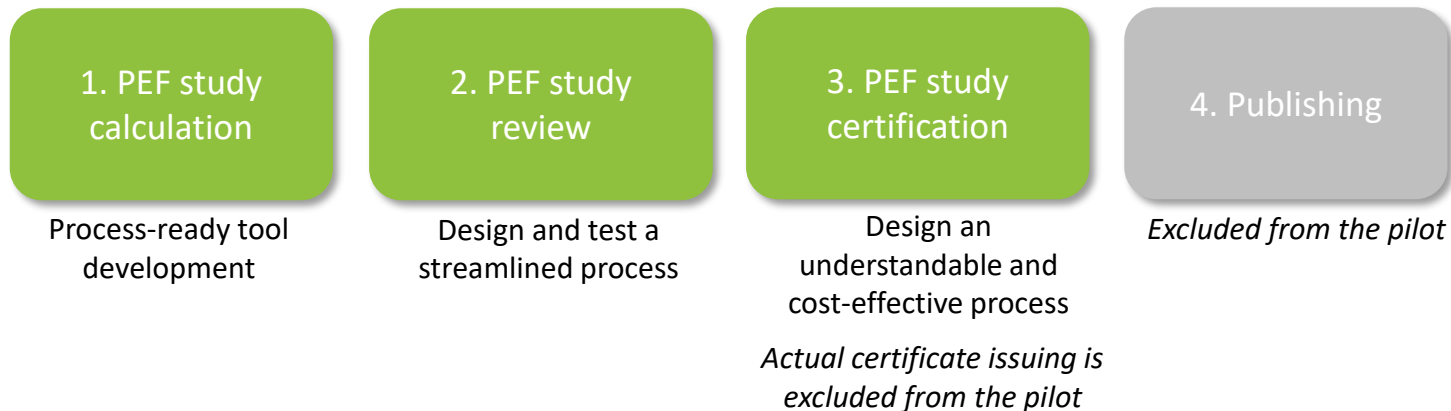 1. PEF study
calculation
Process-ready tool
development
2. PEF study
review
Design and test a
streamlined process
3. PEF study
certification
Design an
understandable and
cost-effective process
Actual certificate issuing is
excluded from the pilot
4. Publishing
Excluded from the pilot